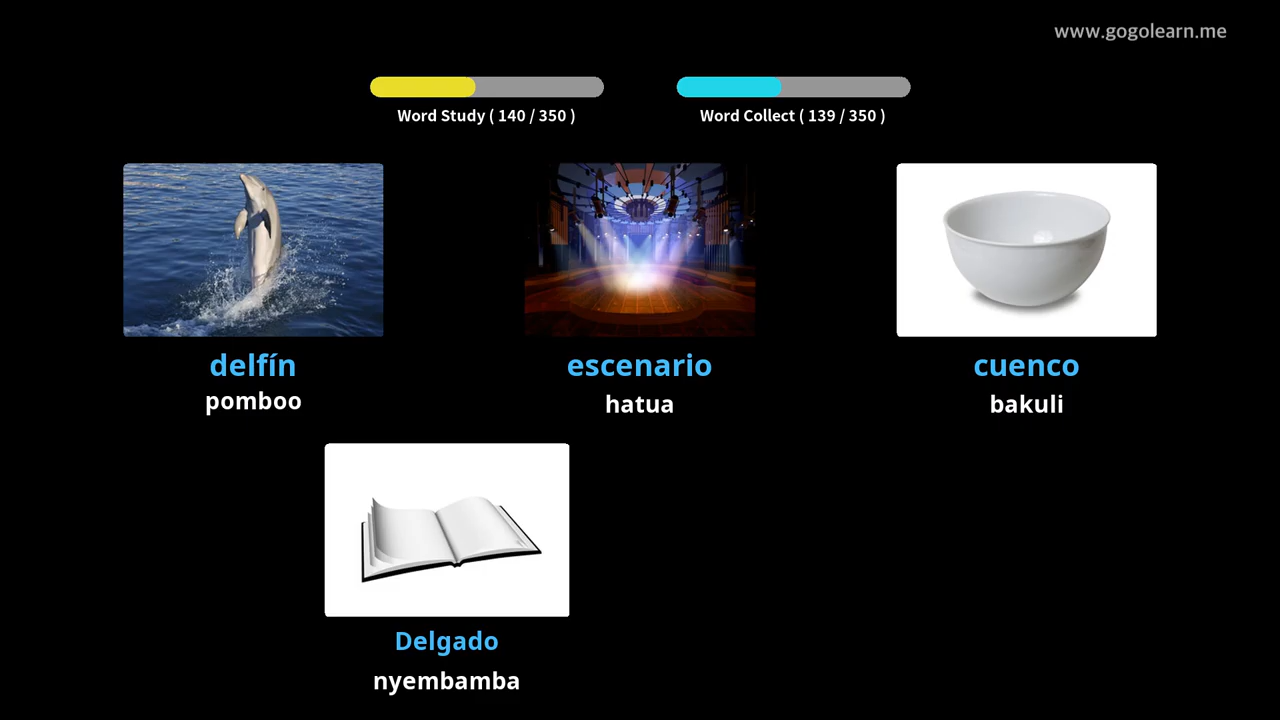 www.gogolearn.me
Word Study ( 140 / 350 )
Word Collect ( 139 / 350 )
delfín
pomboo
escenario
hatua
cuenco
bakuli
Delgado
nyembamba